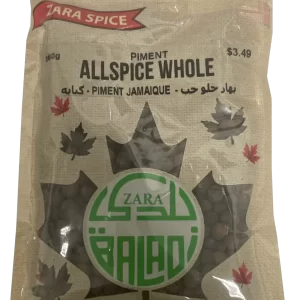 ZARA SPICE
PIMENT
$3.49
ALLSPICE WHOLE
بهار حلو حب - PIMENT JAMAIQUE - كبابه
بلدي
ZARA
BALADI